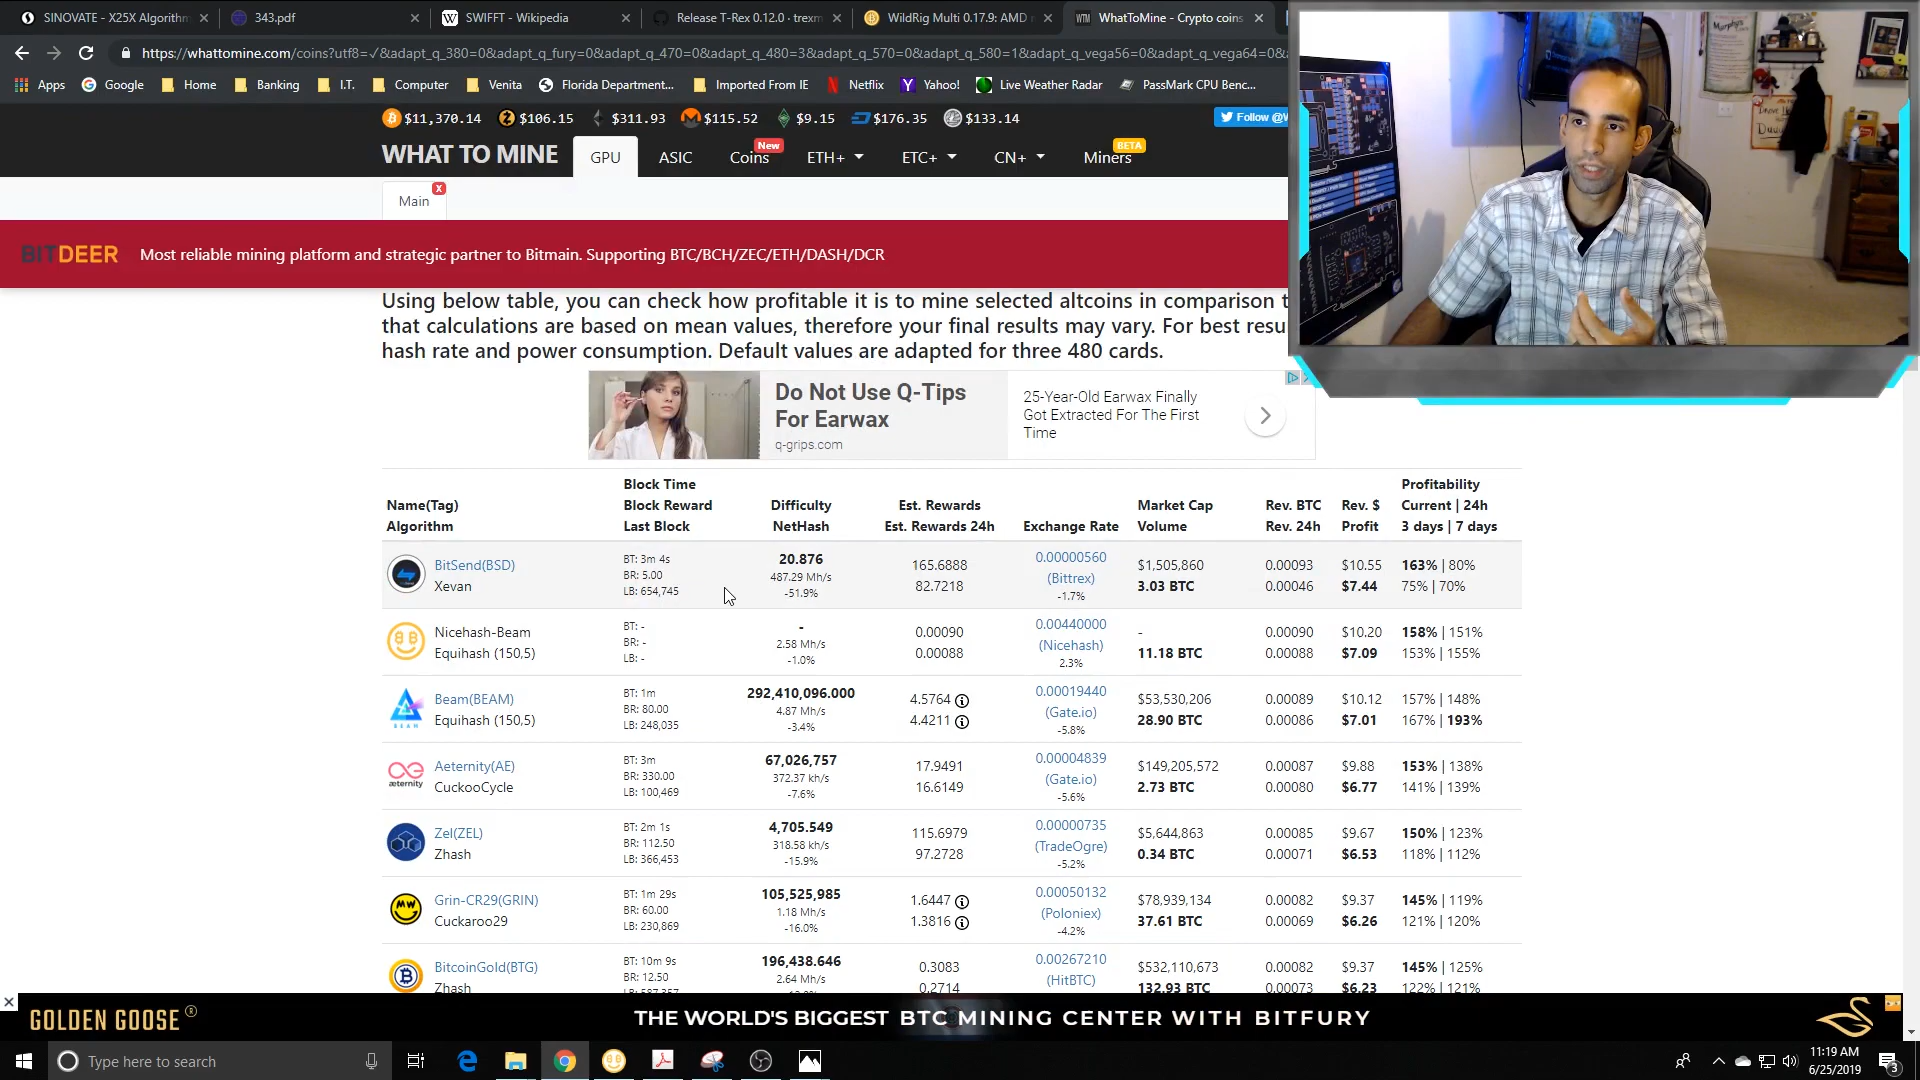 SINOVATE - X25X Algorithm
343.pdf
SWIFFT - Wikipedia
Release T-Rex 0.12.0 · trexm
WildRig Multi 0.17.9: AMD
WhatToMine - Crypto coins
https://whattomine.com/coins?utf8=✓&adapt_q_380=0&adapt_q_fury=0&adapt_q_470=0&adapt_q_480=3&adapt_q_570=0&adapt_q_580=1&adapt_q_vega56=0&adapt_q_vega64=0&a
Apps Google Home Banking I.T. Computer Venita Florida Department... Imported From IE Netflix Yahoo! Live Weather Radar PassMark CPU Benc...
$11,370.14 $106.15 $311.93 $115.52 $9.15 $176.35 $133.14
Follow @W
WHAT TO MINE GPU ASIC Coins New ETH+ ETC+ CN+ Miners BETA
Main x
BITDEER Most reliable mining platform and strategic partner to Bitmain. Supporting BTC/BCH/ZEC/ETH/DASH/DCR
Using below table, you can check how profitable it is to mine selected altcoins in comparison t
that calculations are based on mean values, therefore your final results may vary. For best resu
hash rate and power consumption. Default values are adapted for three 480 cards.
Do Not Use Q-Tips
For Earwax
q-grips.com
25-Year-Old Earwax Finally
Got Extracted For The First
Time
Name(Tag)
Algorithm
Block Time
Block Reward
Last Block
Difficulty
NetHash
Est. Rewards
Est. Rewards 24h
Exchange Rate
Market Cap
Volume
Rev. BTC
Rev. 24h
Rev. $
Profit
Profitability
Current | 24h
3 days | 7 days
BitSend(BSD)
Xevan
BT: 3m 4s
BR: 5.00
LB: 654,745
20.876
487.29 Mh/s
-51.9%
165.6888
82.7218
0.00000560
(Bittrex)
-1.7%
$1,505,860
3.03 BTC
0.00093
0.00046
$10.55
$7.44
163% | 80%
75% | 70%
Nicehash-Beam
Equihash (150,5)
BT: -
BR: -
LB: -
-
2.58 Mh/s
-1.0%
0.00090
0.00088
0.00440000
(Nicehash)
2.3%
-
11.18 BTC
0.00090
0.00088
$10.20
$7.09
158% | 151%
153% | 155%
Beam(BEAM)
Equihash (150,5)
BEAM
BT: 1m
BR: 80.00
LB: 248,035
292,410,096.000
4.87 Mh/s
-3.4%
4.5764
4.4211
0.00019440
(Gate.io)
-5.8%
$53,530,206
28.90 BTC
0.00089
0.00086
$10.12
$7.01
157% | 148%
167% | 193%
Aeternity(AE)
CuckooCycle
æternity
BT: 3m
BR: 330.00
LB: 100,469
67,026,757
372.37 kh/s
-7.6%
17.9491
16.6149
0.00004839
(Gate.io)
-5.6%
$149,205,572
2.73 BTC
0.00087
0.00080
$9.88
$6.77
153% | 138%
141% | 139%
Zel(ZEL)
Zhash
BT: 2m 1s
BR: 112.50
LB: 366,453
4,705.549
318.58 kh/s
-15.9%
115.6979
97.2728
0.00000735
(TradeOgre)
-5.2%
$5,644,863
0.34 BTC
0.00085
0.00071
$9.67
$6.53
150% | 123%
118% | 112%
Grin-CR29(GRIN)
Cuckaroo29
BT: 1m 29s
BR: 60.00
LB: 230,869
105,525,985
1.18 Mh/s
-16.0%
1.6447
1.3816
0.00050132
(Poloniex)
-4.2%
$78,939,134
37.61 BTC
0.00082
0.00069
$9.37
$6.26
145% | 119%
121% | 120%
BitcoinGold(BTG)
Zhash
BT: 10m 9s
BR: 12.50
196,438.646
2.64 Mh/s
0.3083
0.2714
0.00267210
(HitBTC)
$532,110,673
132.93 BTC
0.00082
0.00073
$9.37
$6.23
145% | 125%
122% | 121%
GOLDEN GOOSE ®
THE WORLD'S BIGGEST BTC MINING CENTER WITH BITFURY
Type here to search
11:19 AM
6/25/2019
3